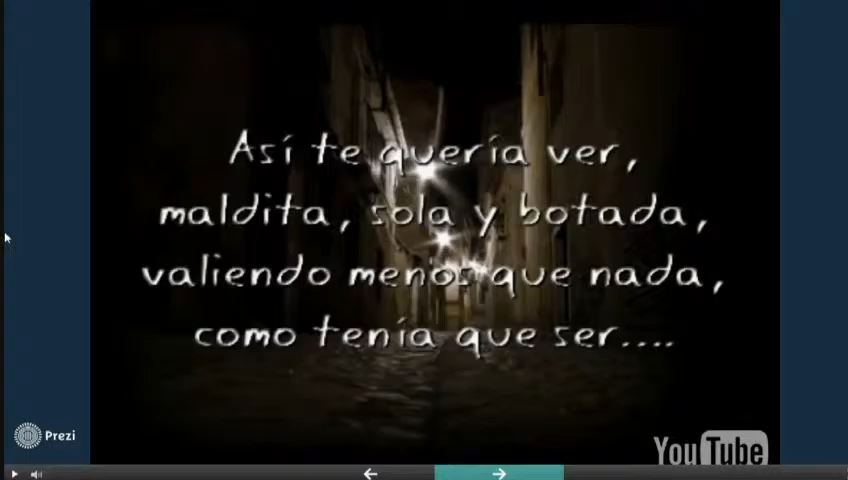 Así te quería ver,
maldita, sola y botada,
valiendo menos que nada,
como tenía que ser....
Prezi
YouTube